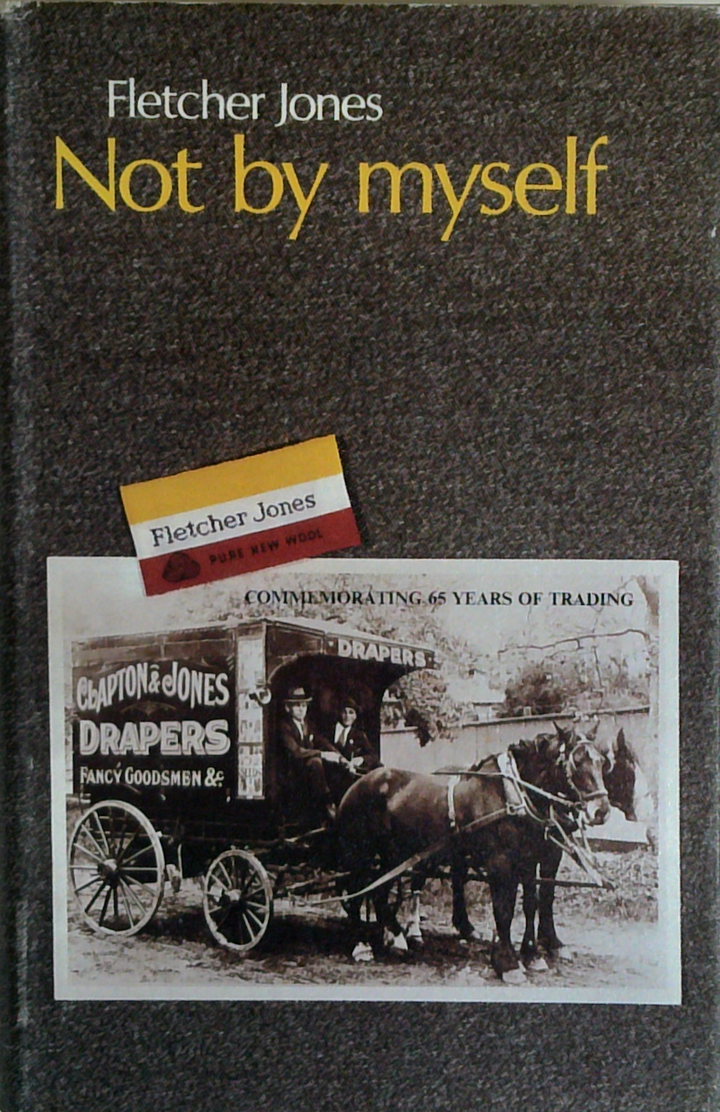 Fletcher Jones
Not by myself
Fletcher Jones
PURE NEW WOOL
COMMEMORATING 65 YEARS OF TRADING
DRAPERS
CLAPTON & JONES
DRAPERS
FANCY GOODSMEN &c